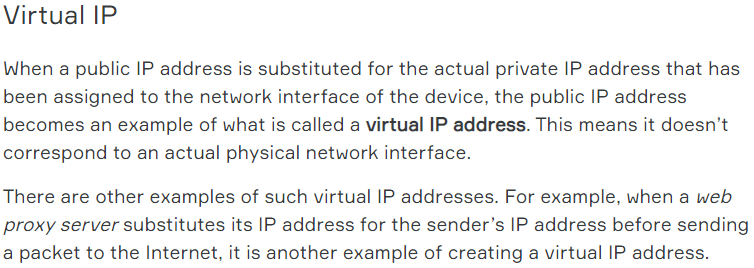 Virtual IP
When a public IP address is substituted for the actual private IP address that has
been assigned to the network interface of the device, the public IP address
becomes an example of what is called a virtual IP address. This means it doesn't
correspond to an actual physical network interface.
There are other examples of such virtual IP addresses. For example, when a web
proxy server substitutes its IP address for the sender's IP address before sending
a packet to the Internet, it is another example of creating a virtual IP address.